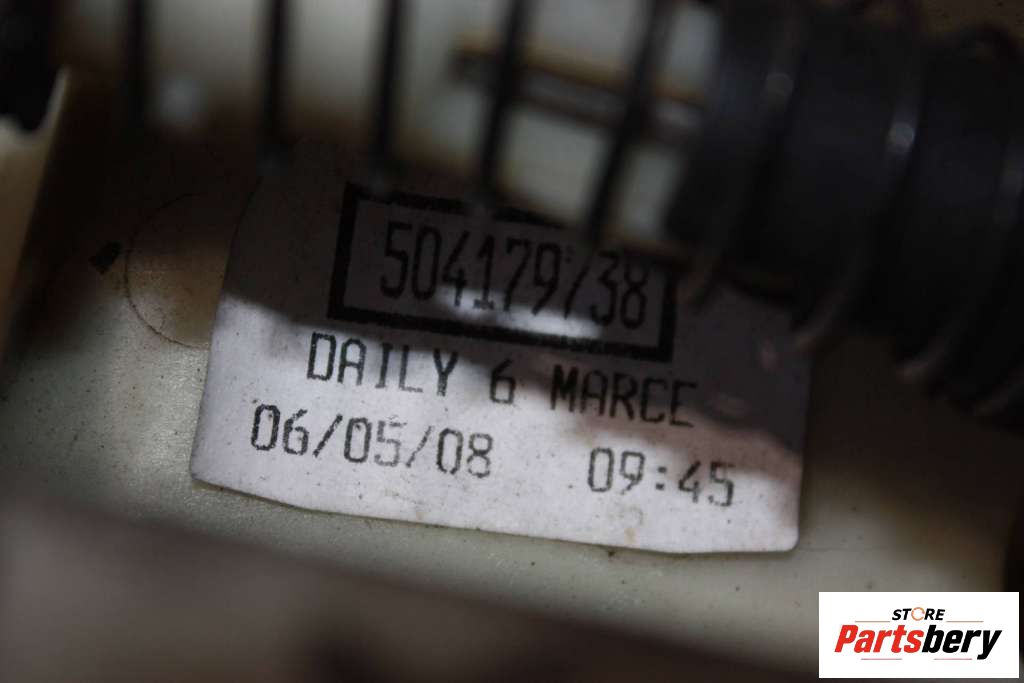 504179738
DAILY 6 MARCE
06/05/08 09:45
STORE
Partsbery